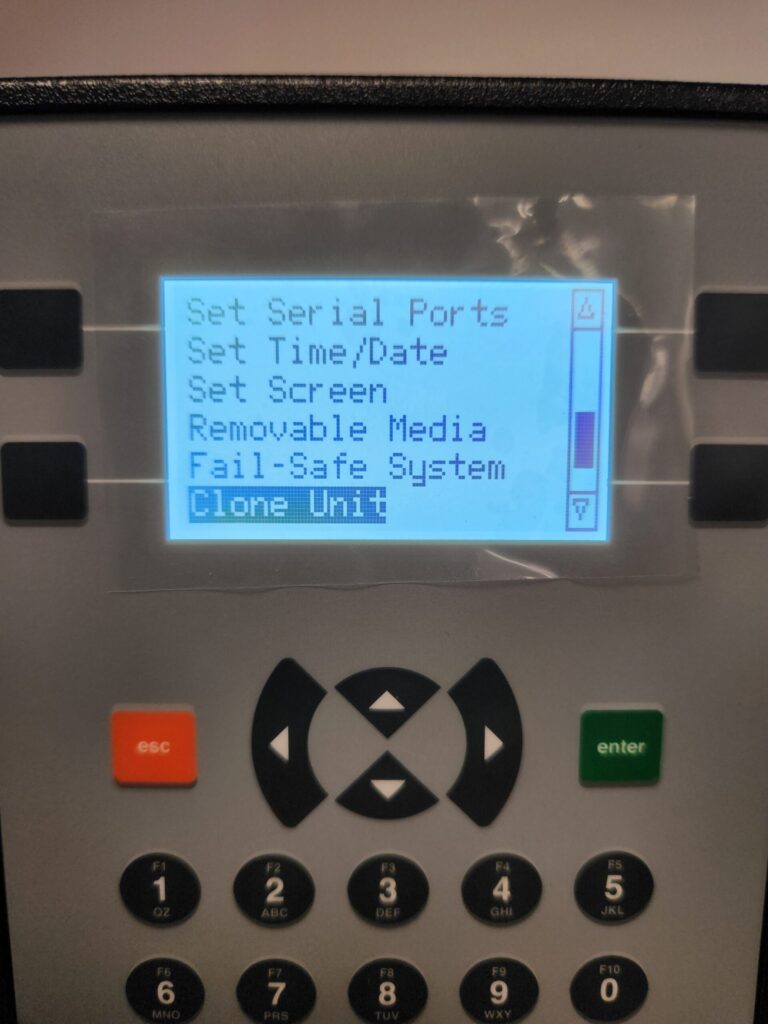 Set Serial Ports
Set Time/Date
Set Screen
Removable Media
Fail-Safe System
Clone Unit
esc
enter
F1
1
QZ
F2
2
ABC
F3
3
DEF
F4
4
GHI
F5
5
JKL
F6
6
MNO
F7
7
PRS
F8
8
TUV
F9
9
WXY
F10
0